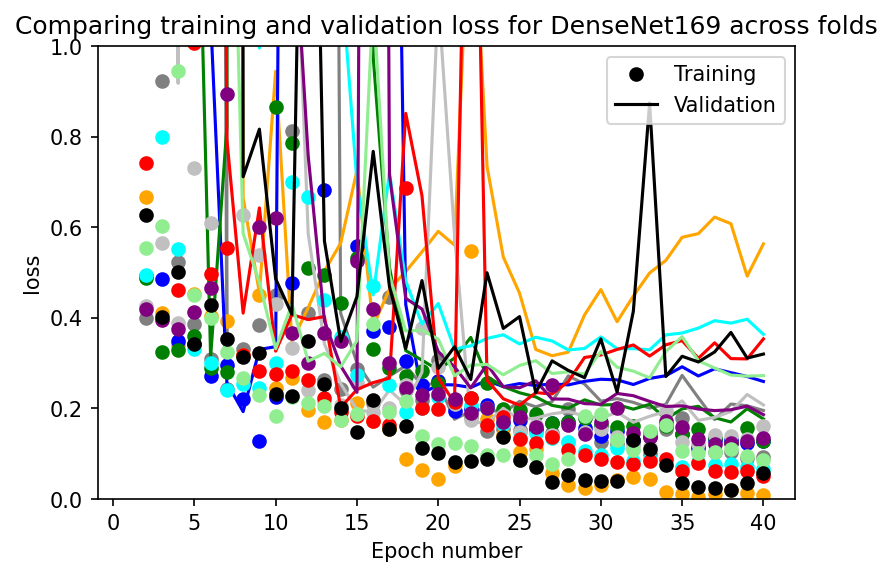 Comparing training and validation loss for DenseNet169 across folds
Training
Validation
loss
1.0
0.8
0.6
0.4
0.2
0.0
0 5 10 15 20 25 30 35 40
Epoch number